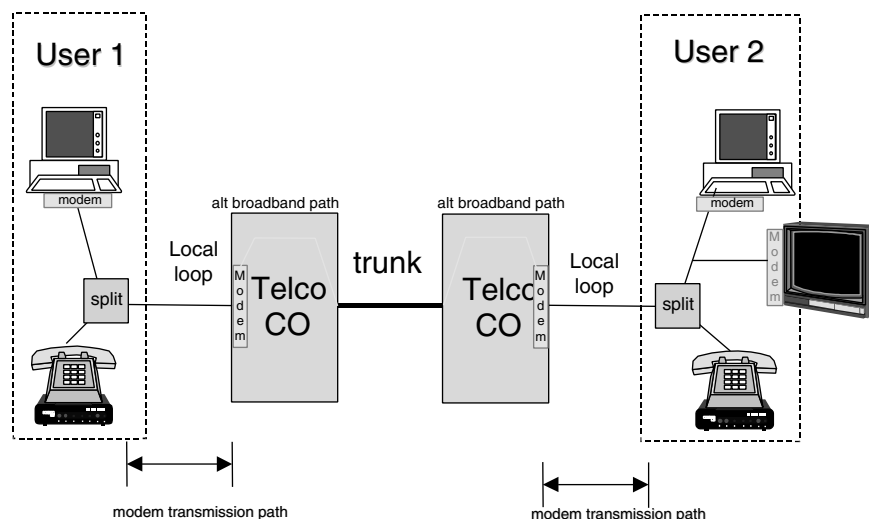 User 1
User 2
modem
modem
alt broadband path
alt broadband path
Local
loop
trunk
Local
loop
Modem
Telco
CO
Telco
CO
Modem
Modem
split
split
modem transmission path
modem transmission path